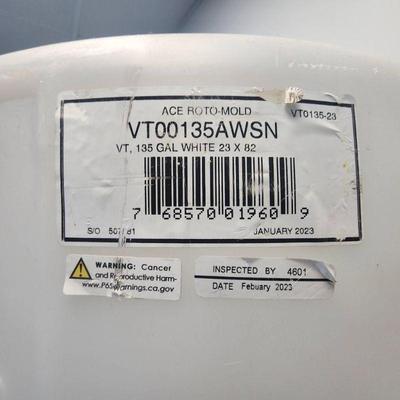 ACE ROTO-MOLD
VT0135-23
VT00135AWSN
VT, 135 GAL WHITE 23 X 82
7 68570 01960 9
S/O
JANUARY 2023
WARNING: Cancer
and Reproductive Harm-
www.P65Warnings.ca.gov
INSPECTED BY 4601
DATE Febuary 2023